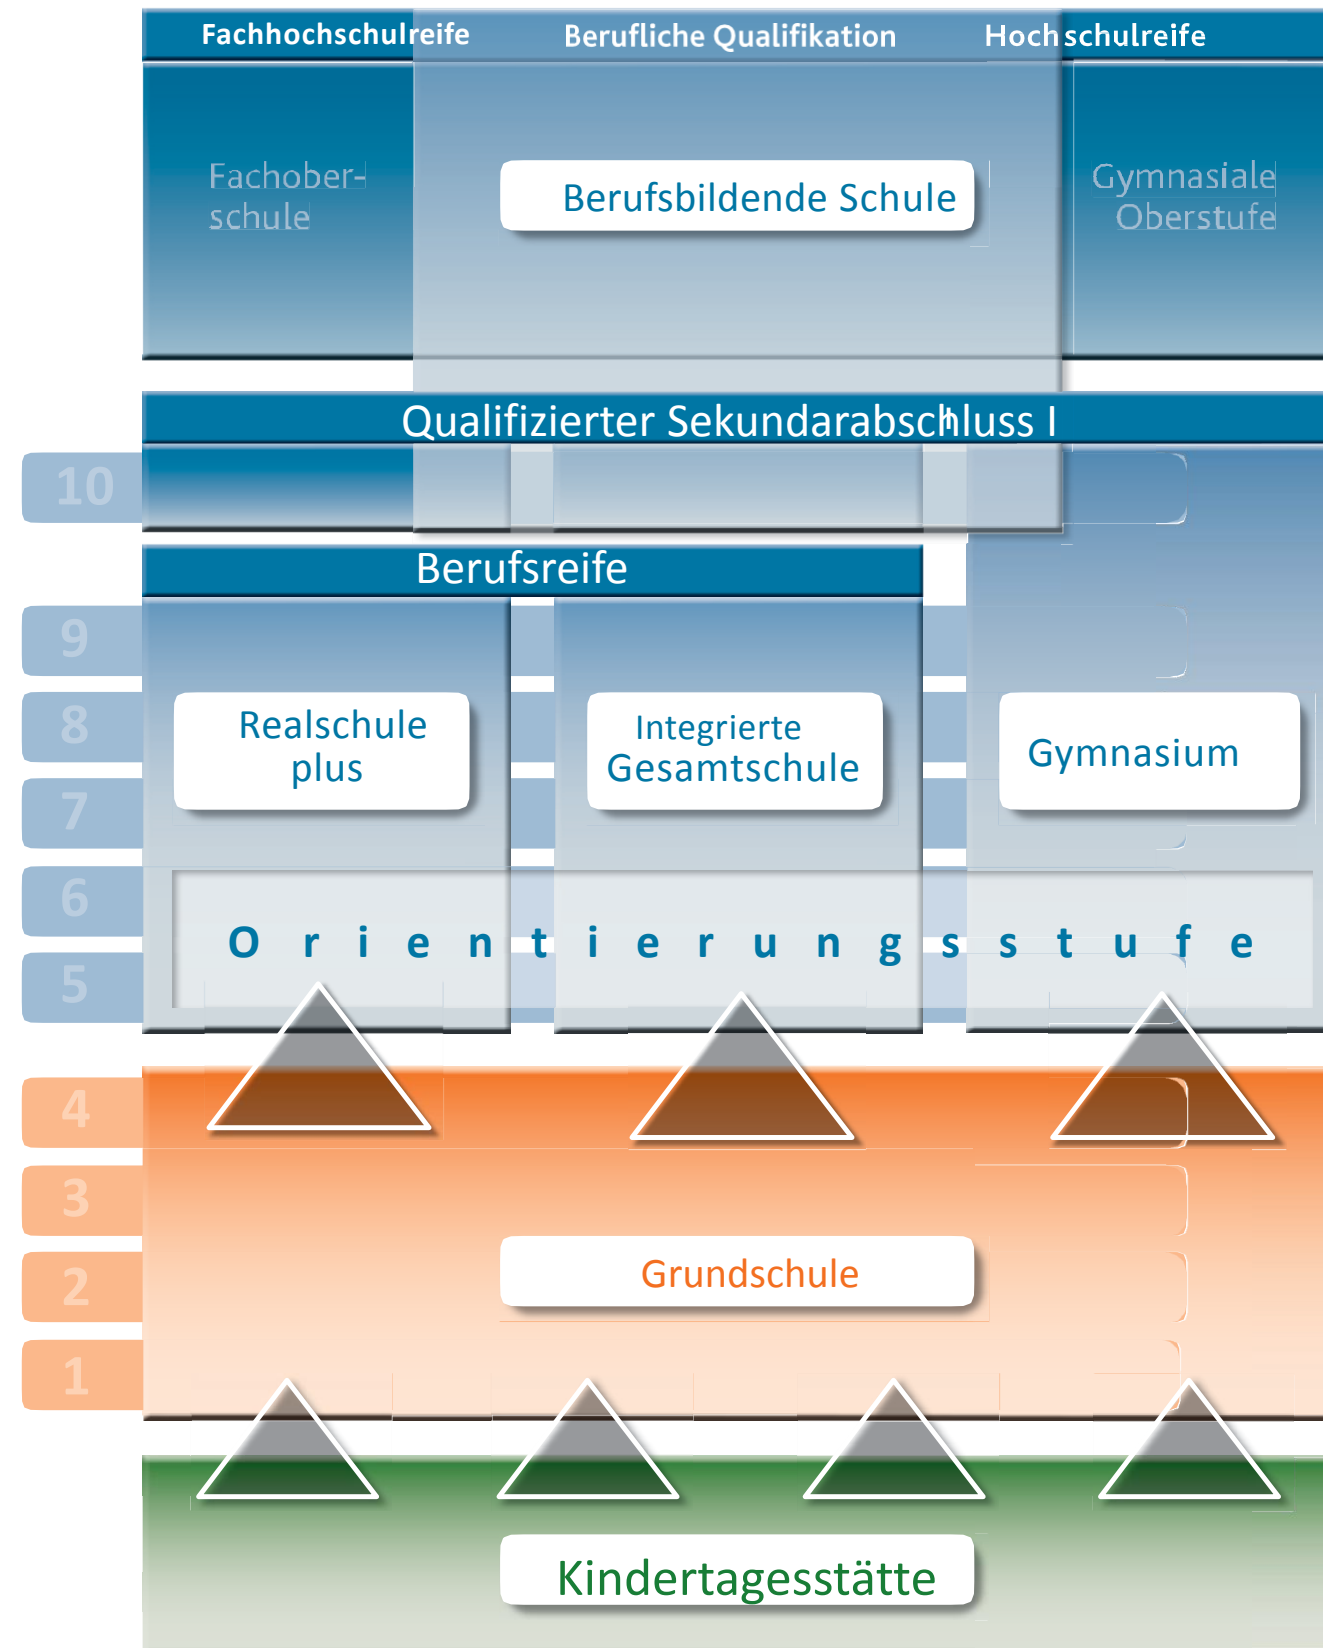 Fachhochschulreife
Berufliche Qualifikation
Hochschulreife
Fachober-
schule
Berufsbildende Schule
Gymnasiale
Oberstufe
Qualifizierter Sekundarabschluss I
10
Berufsreife
9
8
Realschule
plus
Integrierte
Gesamtschule
Gymnasium
7
6
Orientierungsstufe
5
4
3
Grundschule
2
1
Kindertagesstätte